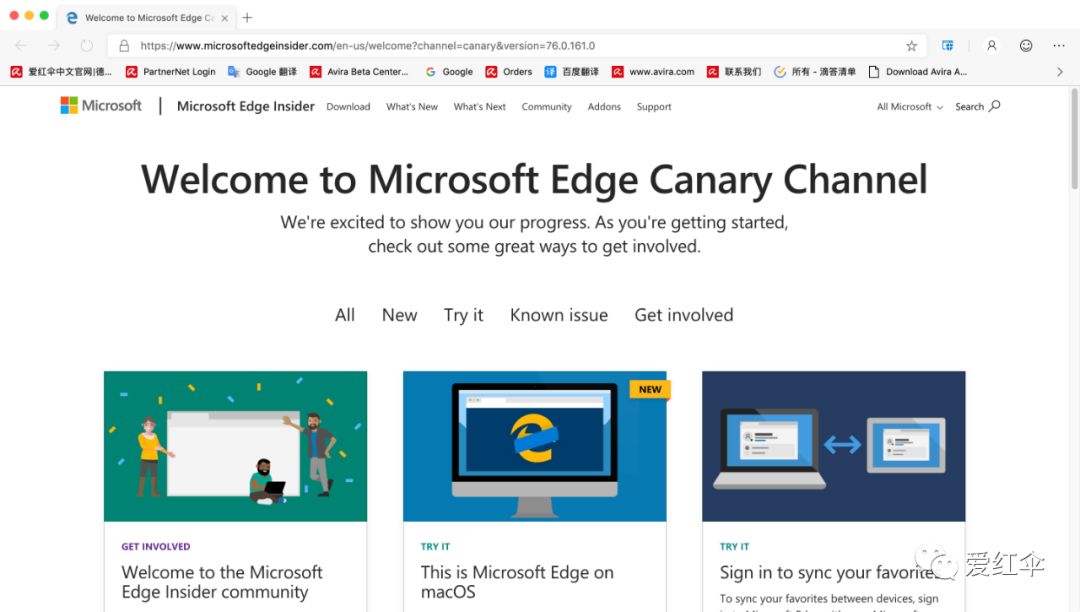 Welcome to Microsoft Edge Ca
https://www.microsoftedgeinsider.com/en-us/welcome?channel=canary&version=76.0.161.0
爱红伞中文官网|德... PartnerNet Login Google 翻译 Avira Beta Center... Google Orders 百度翻译 www.avira.com 联系我们 所有 - 滴答清单 Download Avira A...
Microsoft Microsoft Edge Insider Download What's New What's Next Community Addons Support All Microsoft Search
Welcome to Microsoft Edge Canary Channel
We're excited to show you our progress. As you're getting started,
check out some great ways to get involved.
All New Try it Known issue Get involved
NEW
GET INVOLVED
Welcome to the Microsoft
Edge Insider community
TRY IT
This is Microsoft Edge on
macOS
TRY IT
Sign in to sync your favorites
To sync your favorites between devices, sign
爱红伞